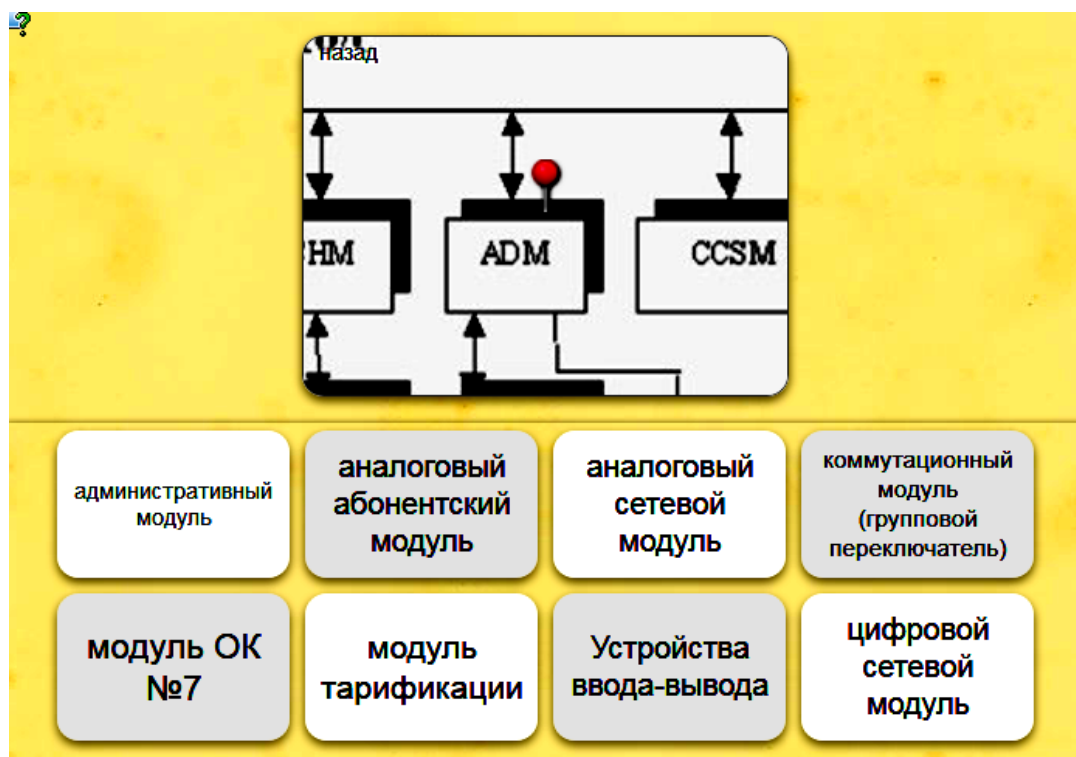 назад
HM
ADM
CCSM
административный
модуль
аналоговый
абонентский
модуль
аналоговый
сетевой
модуль
коммутационный
модуль
(групповой
переключатель)
модуль ОК
№7
модуль
тарификации
Устройства
ввода-вывода
цифровой
сетевой
модуль